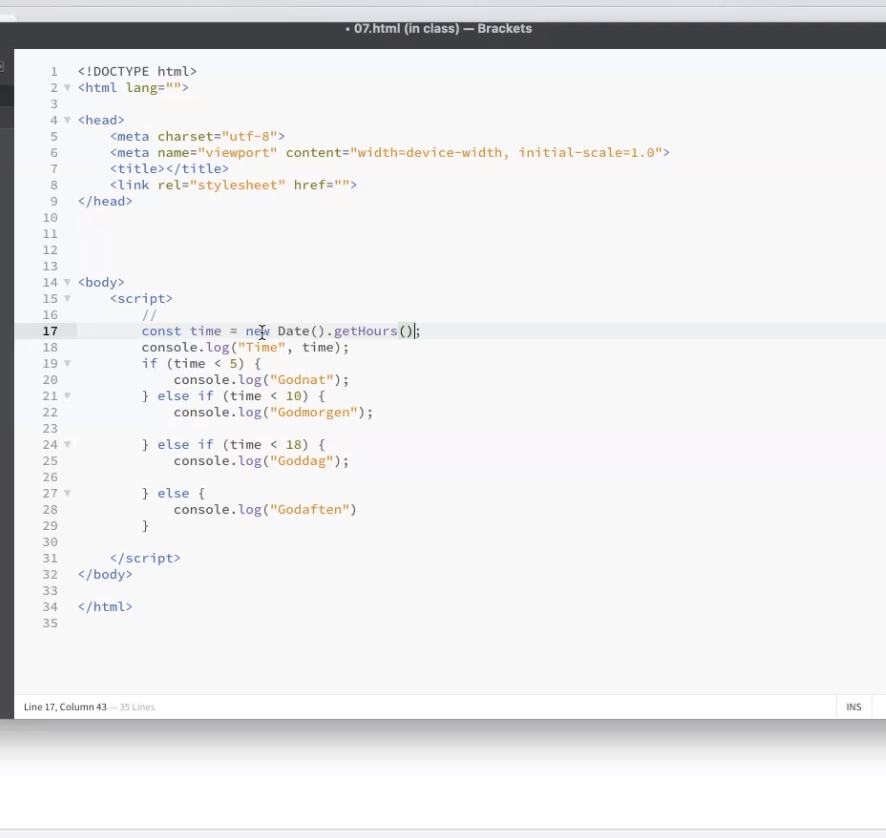 • 07.html (in class) — Brackets
1 <!DOCTYPE html>
2 <html lang="">
3
4 <head>
5     <meta charset="utf-8">
6     <meta name="viewport" content="width=device-width, initial-scale=1.0">
7     <title></title>
8     <link rel="stylesheet" href="">
9 </head>
10
11
12
13
14 <body>
15     <script>
16         //
17         const time = new Date().getHours();
18         console.log("Time", time);
19         if (time < 5) {
20             console.log("Godnat");
21         } else if (time < 10) {
22             console.log("Godmorgen");
23
24         } else if (time < 18) {
25             console.log("Goddag");
26
27         } else {
28             console.log("Godaften")
29         }
30
31     </script>
32 </body>
33
34 </html>
35
Line 17, Column 43 — 35 Lines
INS